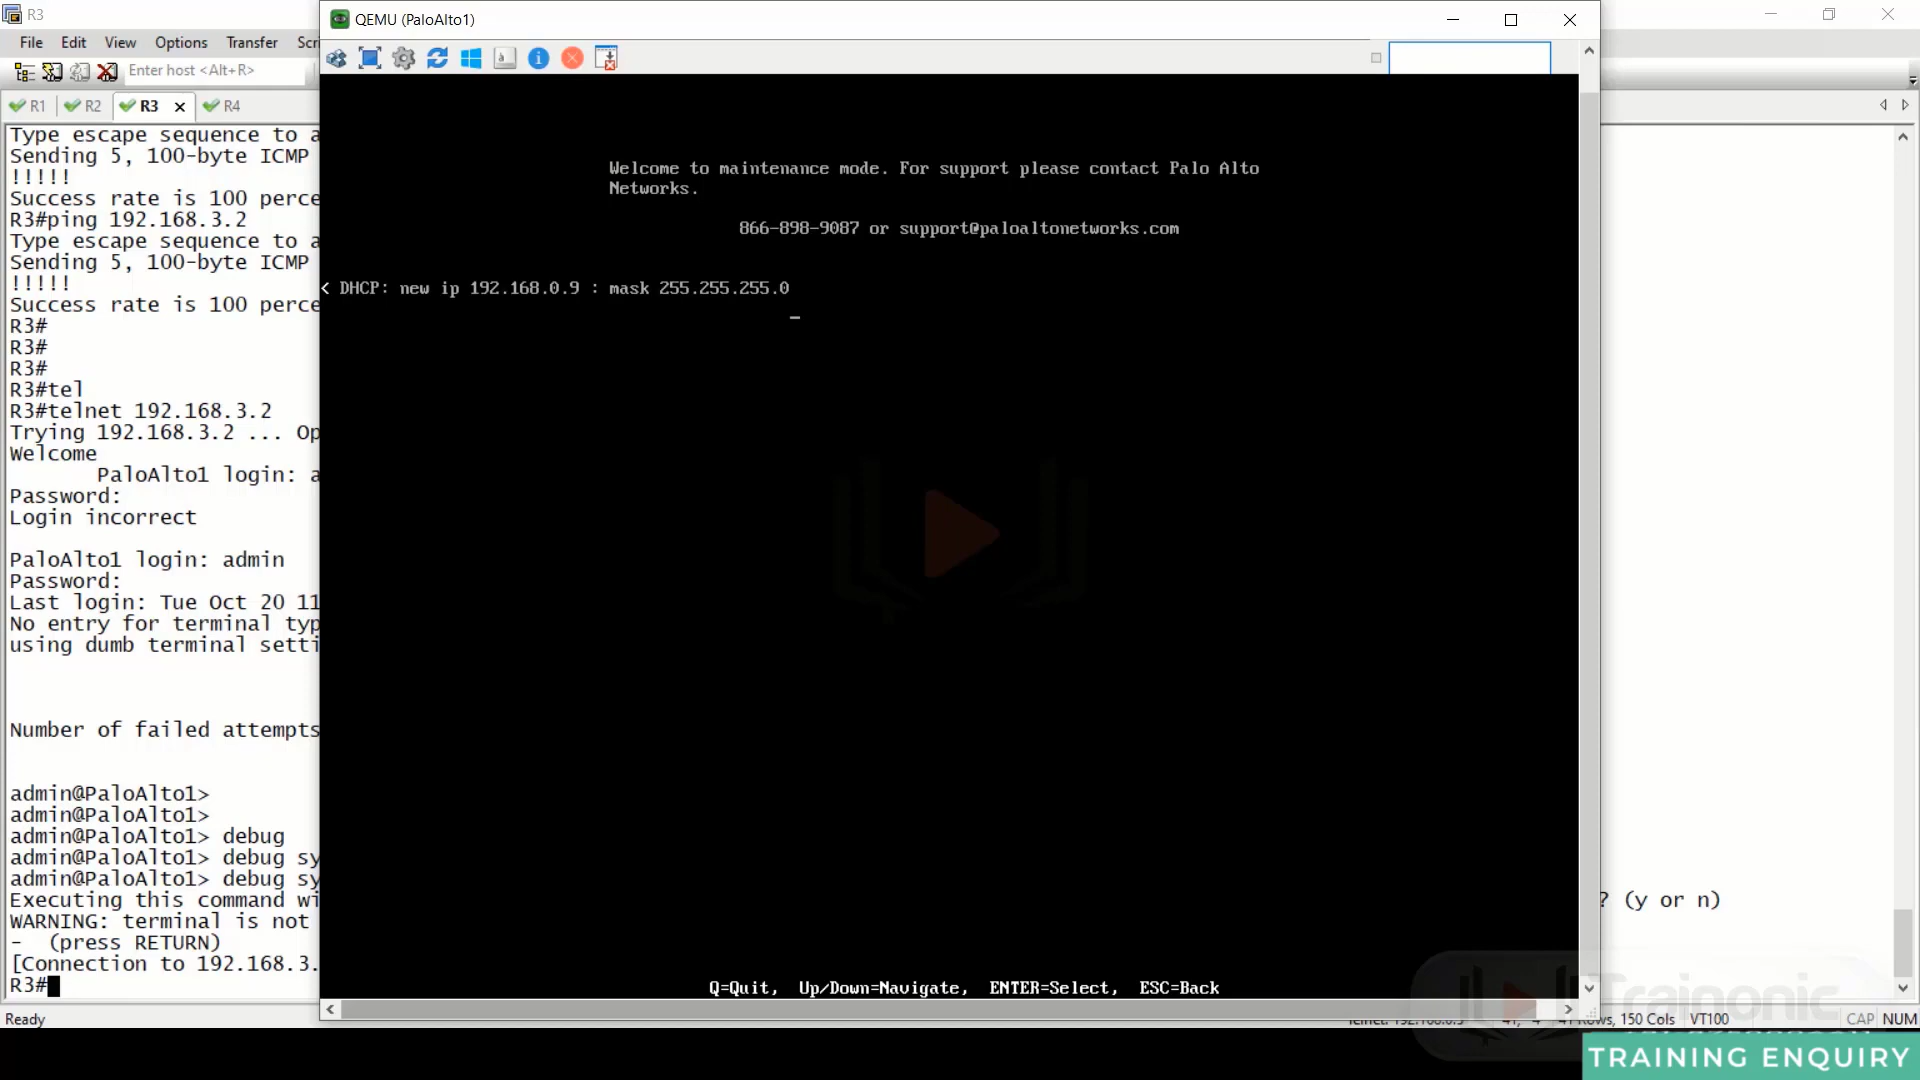 R3
File Edit View Options Transfer Scri
Enter host <Alt+R>
R1 R2 R3 R4
Type escape sequence to a
Sending 5, 100-byte ICMP
!!!!!
Success rate is 100 perce
R3#ping 192.168.3.2
Type escape sequence to a
Sending 5, 100-byte ICMP
!!!!!
Success rate is 100 perce
R3#
R3#
R3#
R3#tel
R3#telnet 192.168.3.2
Trying 192.168.3.2 ... Op
Welcome
PaloAlto1 login: a
Password:
Login incorrect
PaloAlto1 login: admin
Password:
Last login: Tue Oct 20 11
No entry for terminal typ
using dumb terminal setti
Number of failed attempts
admin@PaloAlto1>
admin@PaloAlto1>
admin@PaloAlto1> debug
admin@PaloAlto1> debug sy
admin@PaloAlto1> debug sy
Executing this command wi
? (y or n)
WARNING: terminal is not
- (press RETURN)
[Connection to 192.168.3.
R3#
Ready
QEMU (PaloAlto1)
Welcome to maintenance mode. For support please contact Palo Alto
Networks.
866-898-9087 or support@paloaltonetworks.com
< DHCP: new ip 192.168.0.9 : mask 255.255.255.0
Q=Quit, Up/Down=Navigate, ENTER=Select, ESC=Back
Rows, 150 Cols VT100 CAP NUM
Trainonic
TRAINING ENQUIRY